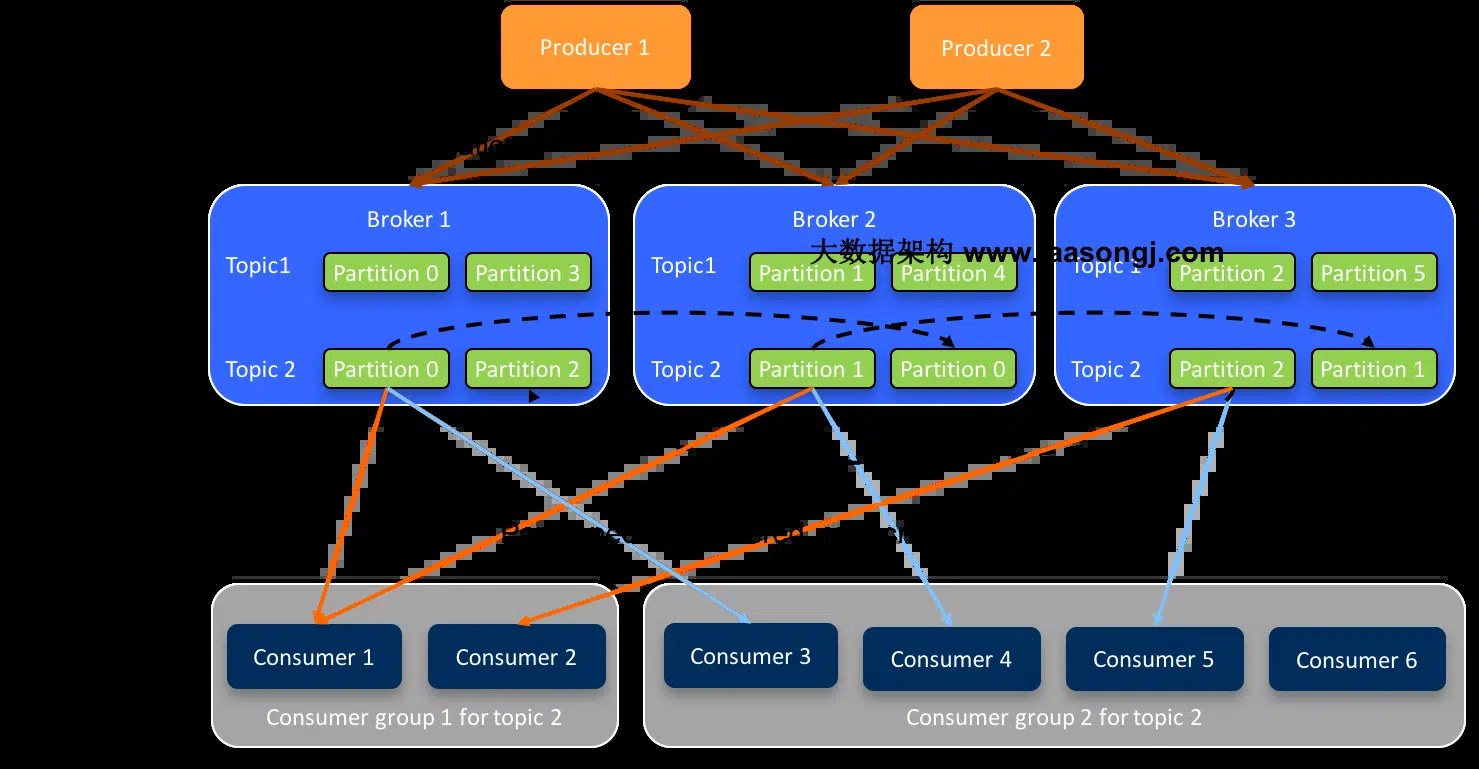 Producer 1
Producer 2
Broker 1
Broker 2
Broker 3
大数据架构
Topic1
Partition 0
Partition 3
Topic1
Partition 1
Partition 4
Topic 1
Partition 2
Partition 5
Topic 2
Partition 0
Partition 2
Topic 2
Partition 1
Partition 0
Topic 2
Partition 2
Partition 1
Consumer 1
Consumer 2
Consumer 3
Consumer 4
Consumer 5
Consumer 6
Consumer group 1 for topic 2
Consumer group 2 for topic 2